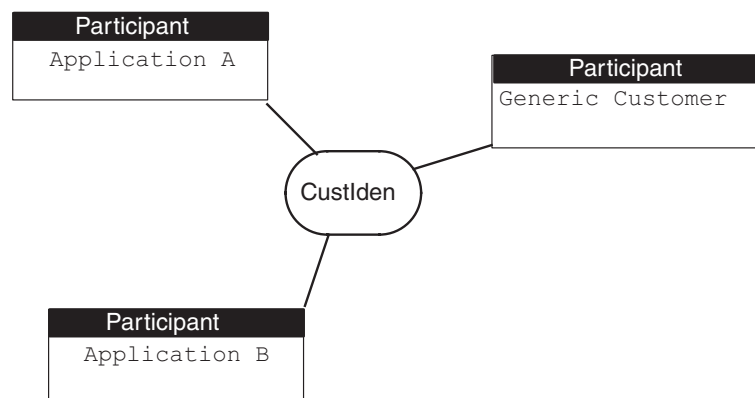 Participant
Application A
Participant
Generic Customer
CustIden
Participant
Application B